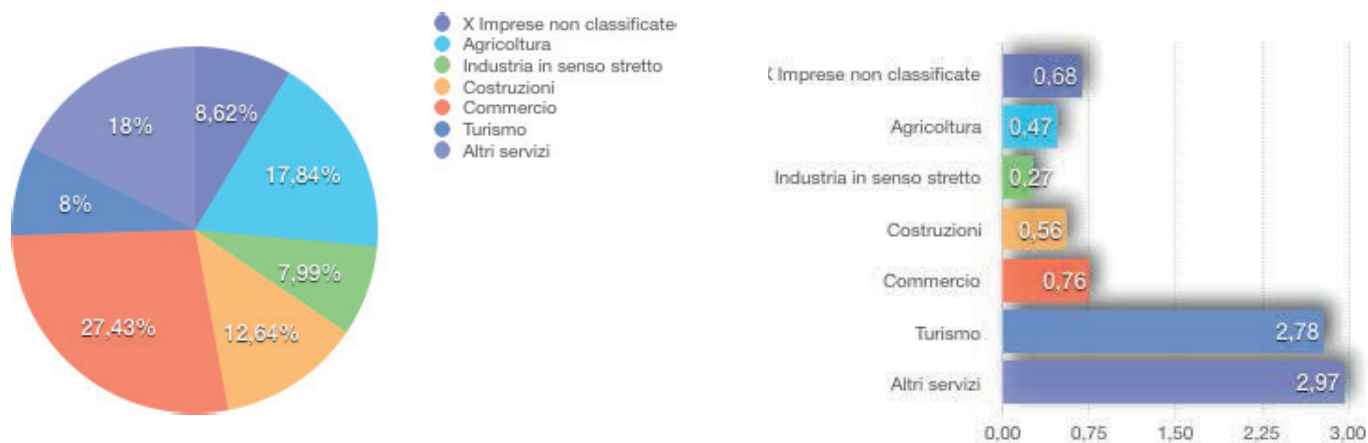 X Imprese non classificate
Agricoltura
Industria in senso stretto
Costruzioni
Commercio
Turismo
Altri servizi
8,62%
17,84%
7,99%
12,64%
27,43%
8%
18%
X Imprese non classificate 0,68
Agricoltura 0,47
Industria in senso stretto 0,27
Costruzioni 0,56
Commercio 0,76
Turismo 2,78
Altri servizi 2,97
0,00 0,75 1,50 2,25 3,00